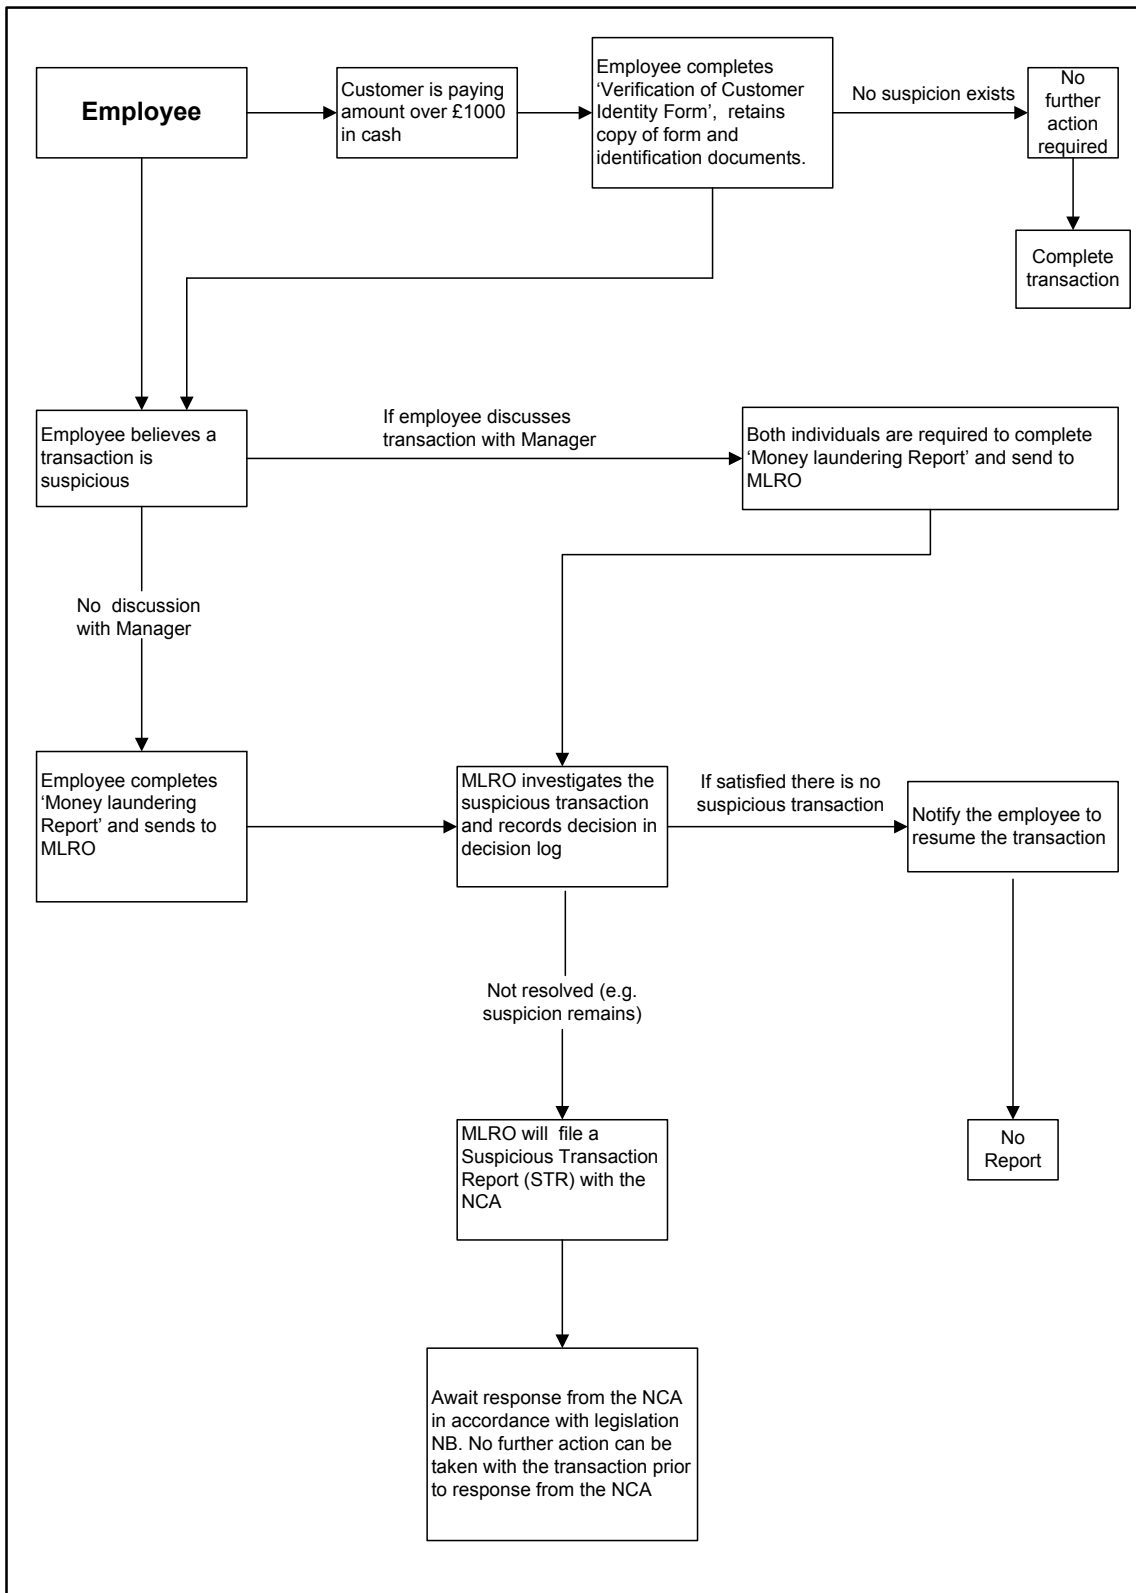 Employee
Customer is paying
amount over £1000
in cash
Employee completes
‘Verification of Customer
Identity Form’, retains
copy of form and
identification documents.
No suspicion exists
No
further
action
required
Complete
transaction
Employee believes a
transaction is
suspicious
If employee discusses
transaction with Manager
Both individuals are required to complete
‘Money laundering Report’ and send to
MLRO
No discussion
with Manager
Employee completes
‘Money laundering
Report’ and sends to
MLRO
MLRO investigates the
suspicious transaction
and records decision in
decision log
If satisfied there is no
suspicious transaction
Notify the employee to
resume the transaction
Not resolved (e.g.
suspicion remains)
MLRO will file a
Suspicious Transaction
Report (STR) with the
NCA
No
Report
Await response from the NCA
in accordance with legislation
NB. No further action can be
taken with the transaction prior
to response from the NCA